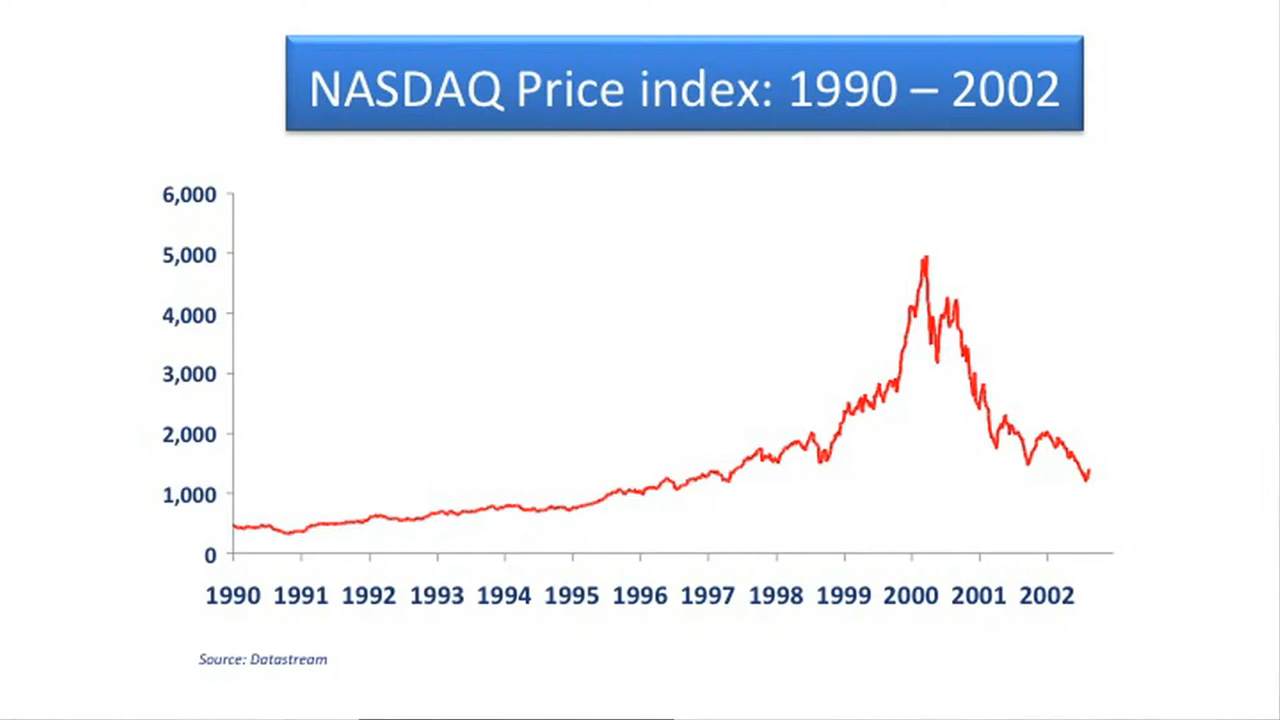 NASDAQ Price index: 1990 – 2002
6,000
5,000
4,000
3,000
2,000
1,000
0
1990 1991 1992 1993 1994 1995 1996 1997 1998 1999 2000 2001 2002
Source: Datastream